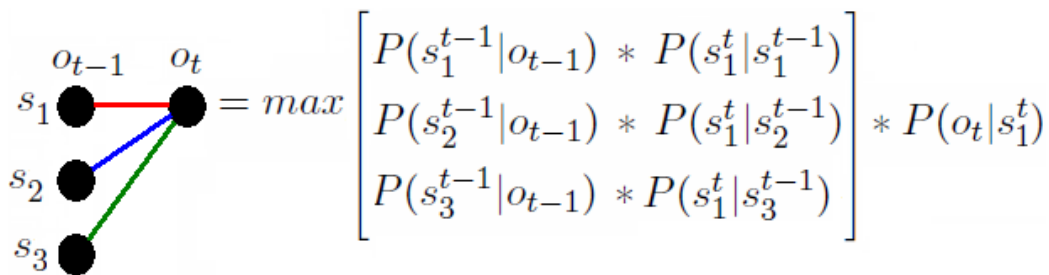 o_{t-1} o_t
s_1 = max [ P(s_1^{t-1}|o_{t-1}) * P(s_1^t|s_1^{t-1})
s_2 P(s_2^{t-1}|o_{t-1}) * P(s_1^t|s_2^{t-1}) ] * P(o_t|s_1^t)
s_3 P(s_3^{t-1}|o_{t-1}) * P(s_1^t|s_3^{t-1})